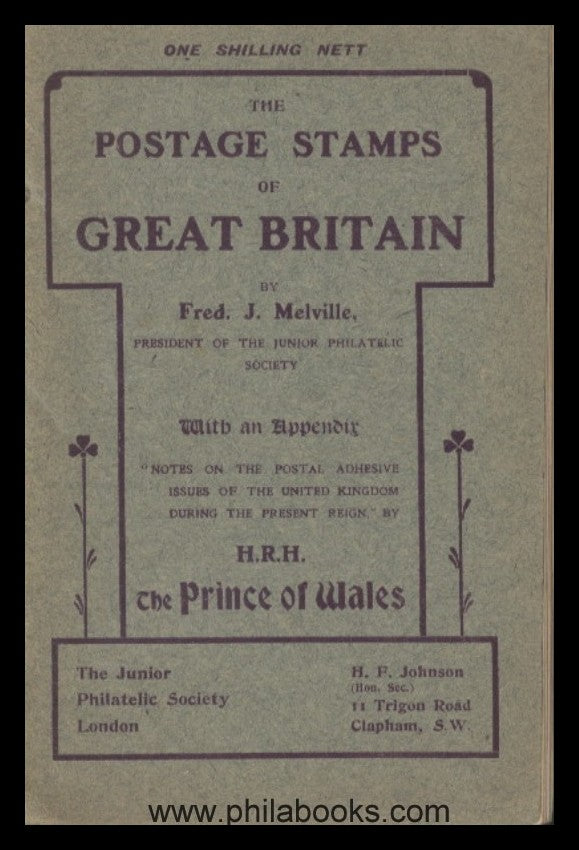 ONE SHILLING NETT
THE
POSTAGE STAMPS
OF
GREAT BRITAIN
BY
Fred. J. Melville,
PRESIDENT OF THE JUNIOR PHILATELIC
SOCIETY
With an Appendix
"NOTES ON THE POSTAL ADHESIVE
ISSUES OF THE UNITED KINGDOM
DURING THE PRESENT REIGN," BY
H.R.H.
The Prince of Wales
The Junior
Philatelic Society
London
H. F. Johnson
(Hon. Sec.)
11 Trigon Road
Clapham, S.W.
www.philabooks.com